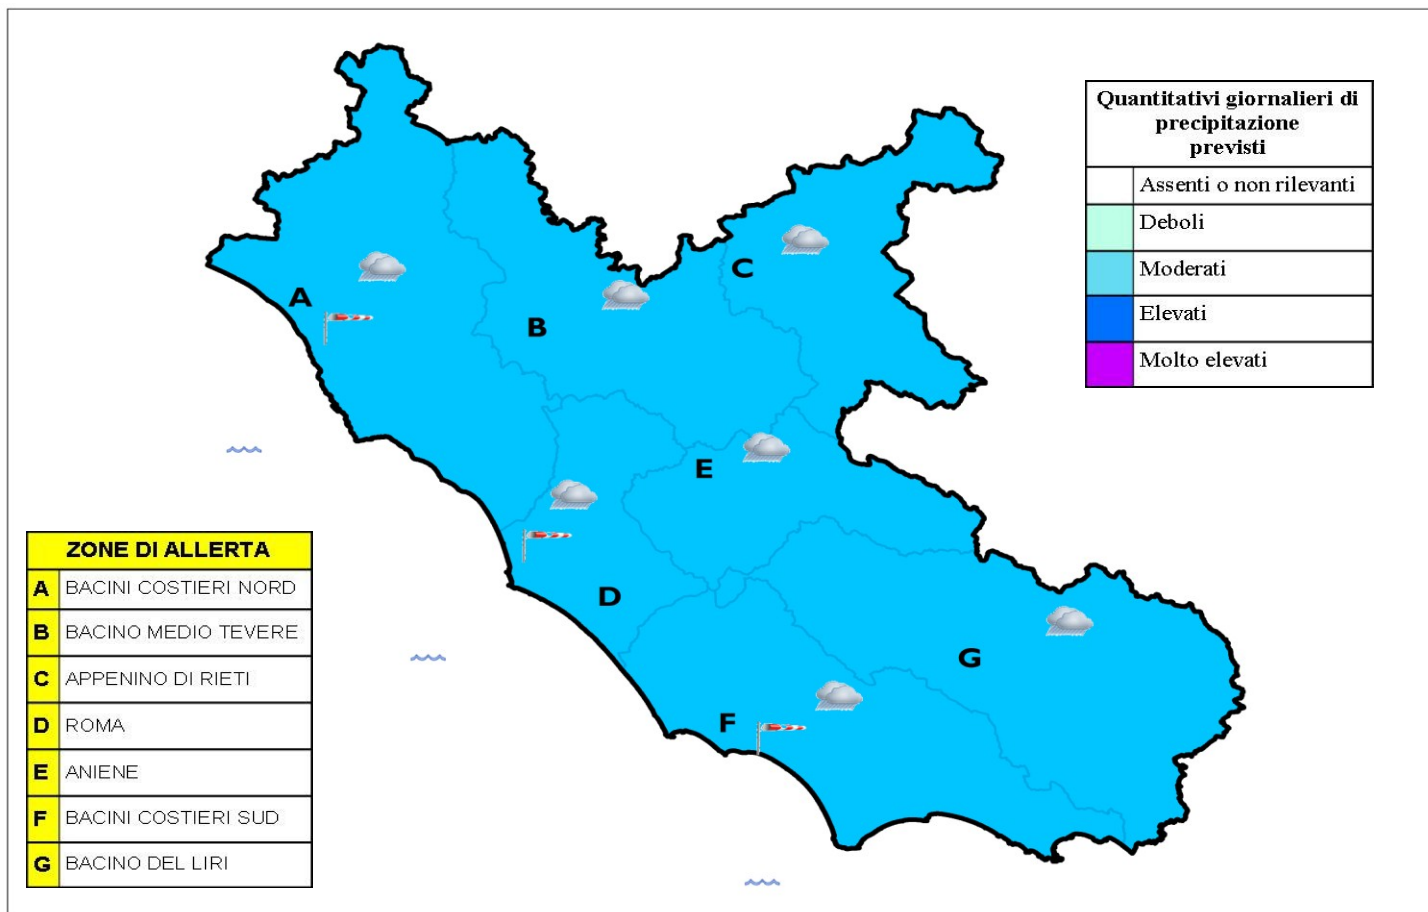 Quantitativi giornalieri di
precipitazione
previsti
Assenti o non rilevanti
Deboli
Moderati
Elevati
Molto elevati
A
B
C
D
E
F
G
ZONE DI ALLERTA
A BACINI COSTIERI NORD
B BACINO MEDIO TEVERE
C APPENINO DI RIETI
D ROMA
E ANIENE
F BACINI COSTIERI SUD
G BACINO DEL LIRI